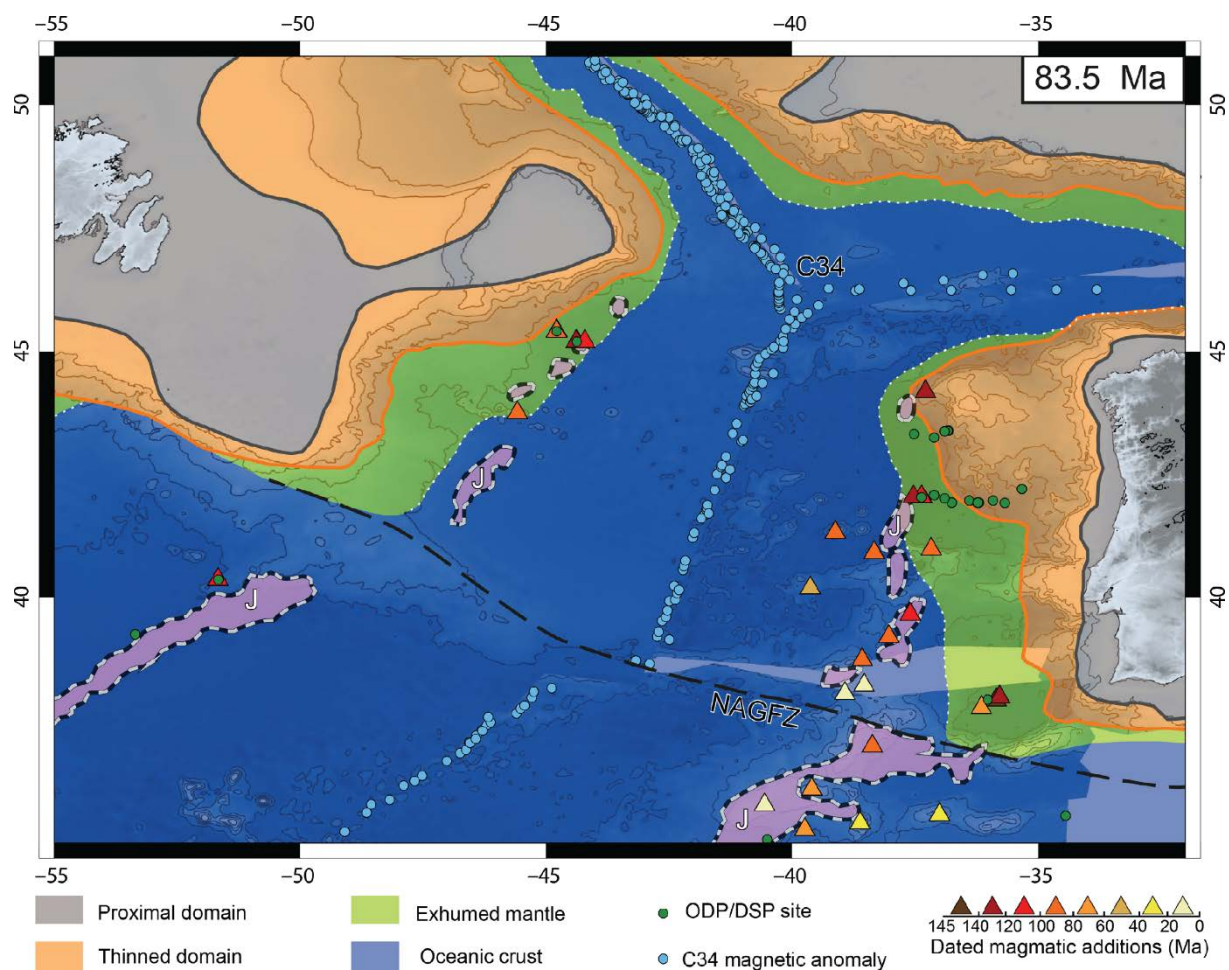 −55 −50 −45 −40 −35
83.5 Ma
50 50
C34
45 45
J
J
40 40
J
NAGFZ
J
−55 −50 −45 −40 −35
Proximal domain
Thinned domain
Exhumed mantle
Oceanic crust
ODP/DSP site
C34 magnetic anomaly
145 140 120 100 80 60 40 20 0
Dated magmatic additions (Ma)